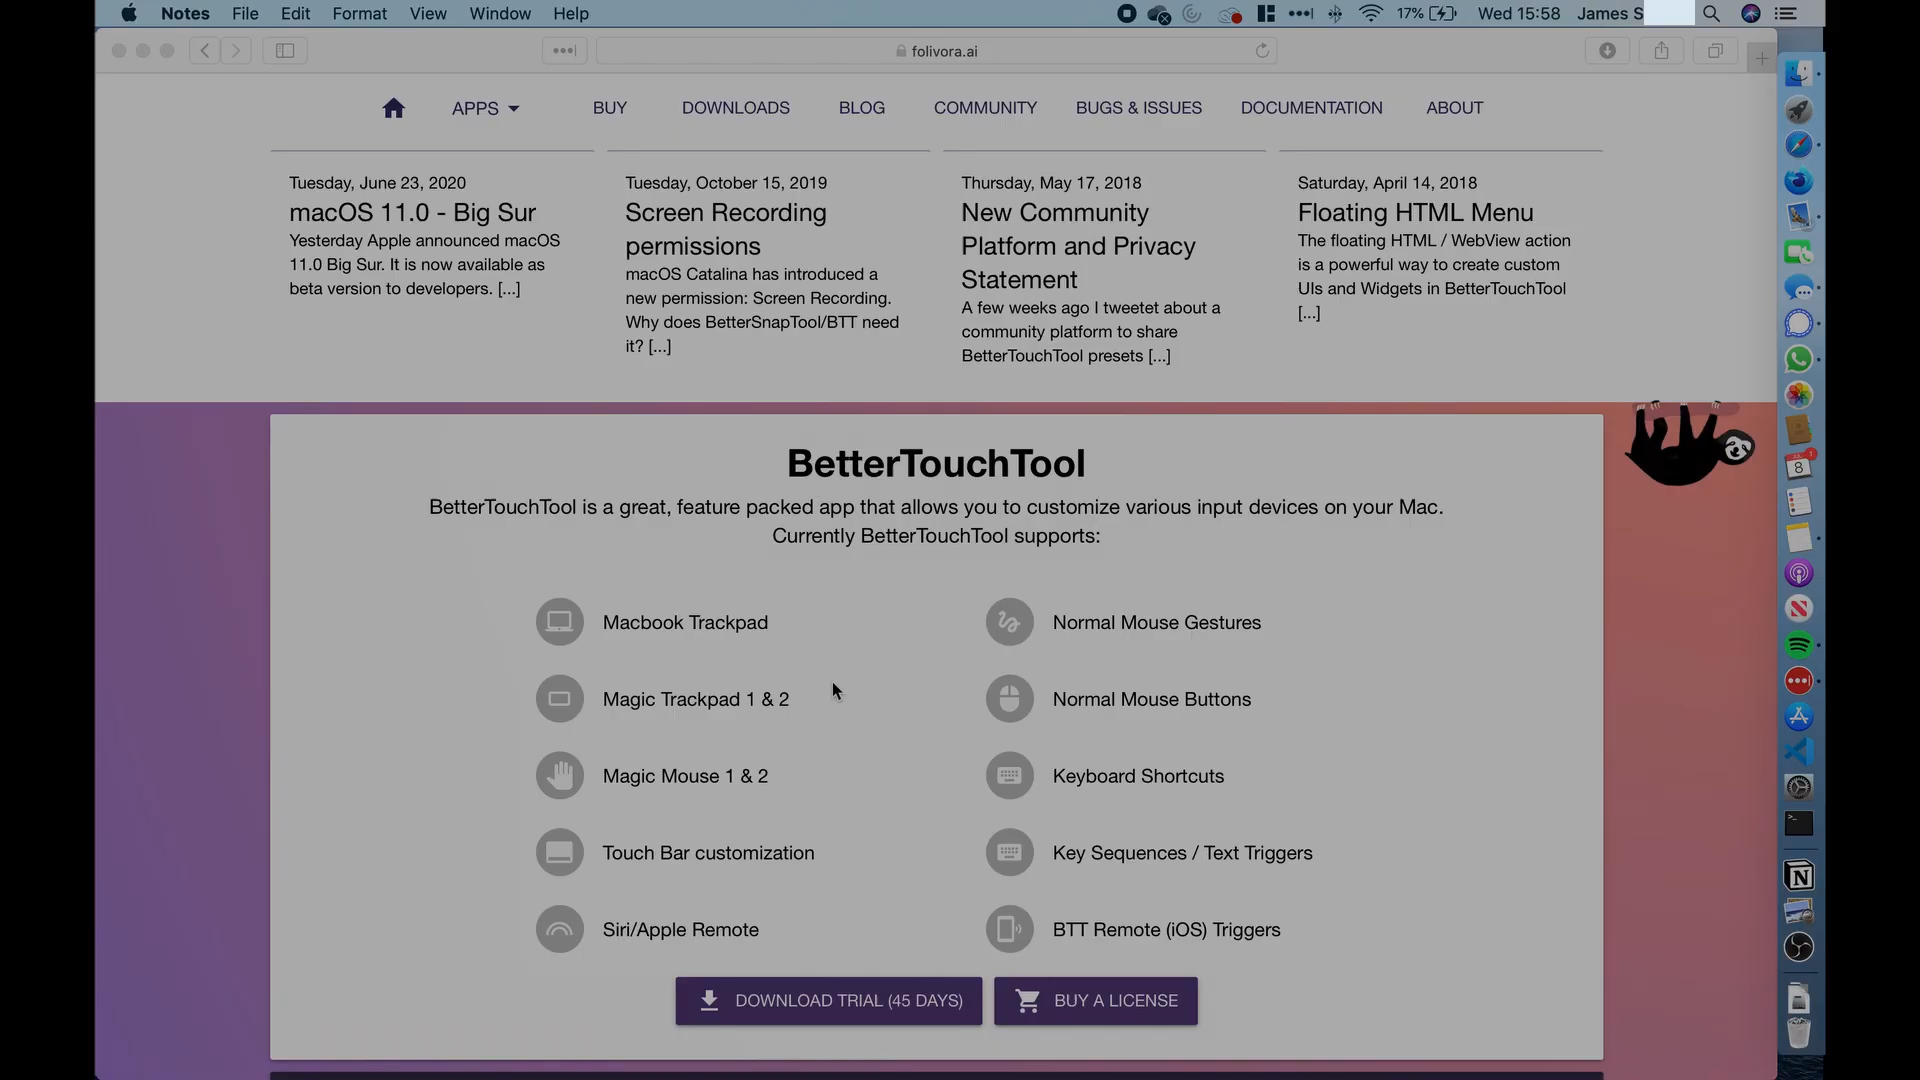 Notes File Edit Format View Window Help 17% Wed 15:58 James S
folivora.ai
APPS BUY DOWNLOADS BLOG COMMUNITY BUGS & ISSUES DOCUMENTATION ABOUT
Tuesday, June 23, 2020
macOS 11.0 - Big Sur
Yesterday Apple announced macOS
11.0 Big Sur. It is now available as
beta version to developers. [...]
Tuesday, October 15, 2019
Screen Recording
permissions
macOS Catalina has introduced a
new permission: Screen Recording.
Why does BetterSnapTool/BTT need
it? [...]
Thursday, May 17, 2018
New Community
Platform and Privacy
Statement
A few weeks ago I tweetet about a
community platform to share
BetterTouchTool presets [...]
Saturday, April 14, 2018
Floating HTML Menu
The floating HTML / WebView action
is a powerful way to create custom
UIs and Widgets in BetterTouchTool
[...]
BetterTouchTool
BetterTouchTool is a great, feature packed app that allows you to customize various input devices on your Mac.
Currently BetterTouchTool supports:
Macbook Trackpad
Magic Trackpad 1 & 2
Magic Mouse 1 & 2
Touch Bar customization
Siri/Apple Remote
Normal Mouse Gestures
Normal Mouse Buttons
Keyboard Shortcuts
Key Sequences / Text Triggers
BTT Remote (iOS) Triggers
DOWNLOAD TRIAL (45 DAYS)
BUY A LICENSE
1
8
N